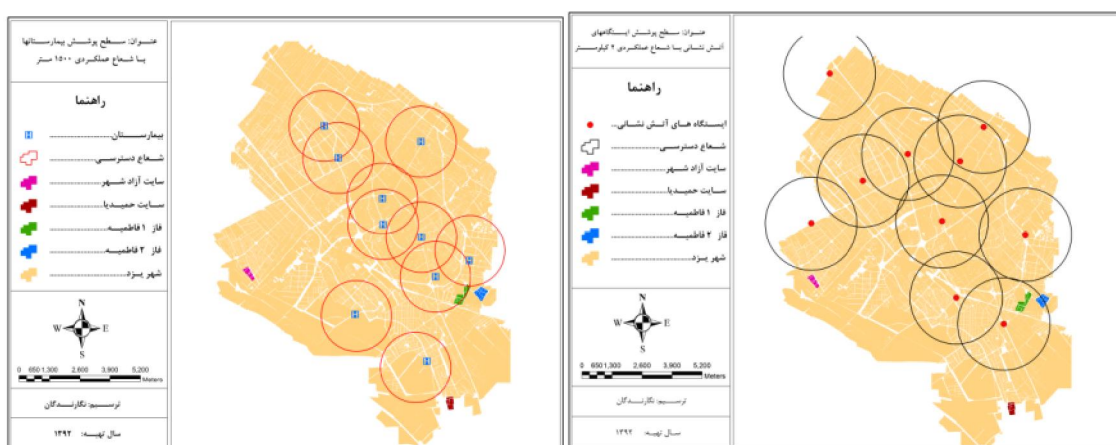 عنوان: سطح پوشش بیمارستانها
با شعاع عملکردی ۱۵۰۰ متر
راهنما
بیمارستان
شعاع دسترسی
سایت آزاد شهر
سایت حمیدیا
فاز ۱ فاطمیه
فاز ۲ فاطمیه
شهر یزد
N
W E
S
0 650 1,300 2,600 3,900 5,200
Meters
ترسیم: نگارندگان
سال تهیه: ۱۳۹۲
عنوان: سطح پوشش ایستگاههای
آتش نشانی با شعاع عملکردی ۲ کیلومتر
راهنما
ایستگاه های آتش نشانی
شعاع دسترسی
سایت آزاد شهر
سایت حمیدیا
فاز ۱ فاطمیه
فاز ۲ فاطمیه
شهر یزد
N
W E
S
0 650 1,300 2,600 3,900 5,200
Meters
ترسیم: نگارندگان
سال تهیه: ۱۳۹۲